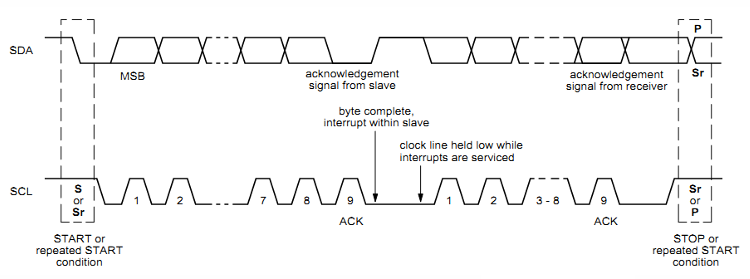 P
SDA
MSB
acknowledgement
signal from slave
acknowledgement
signal from receiver
Sr
byte complete,
interrupt within slave
clock line held low while
interrupts are serviced
SCL
S
or
Sr
1
2
7
8
9
1
2
3 - 8
9
Sr
or
P
ACK
ACK
START or
repeated START
condition
STOP or
repeated START
condition